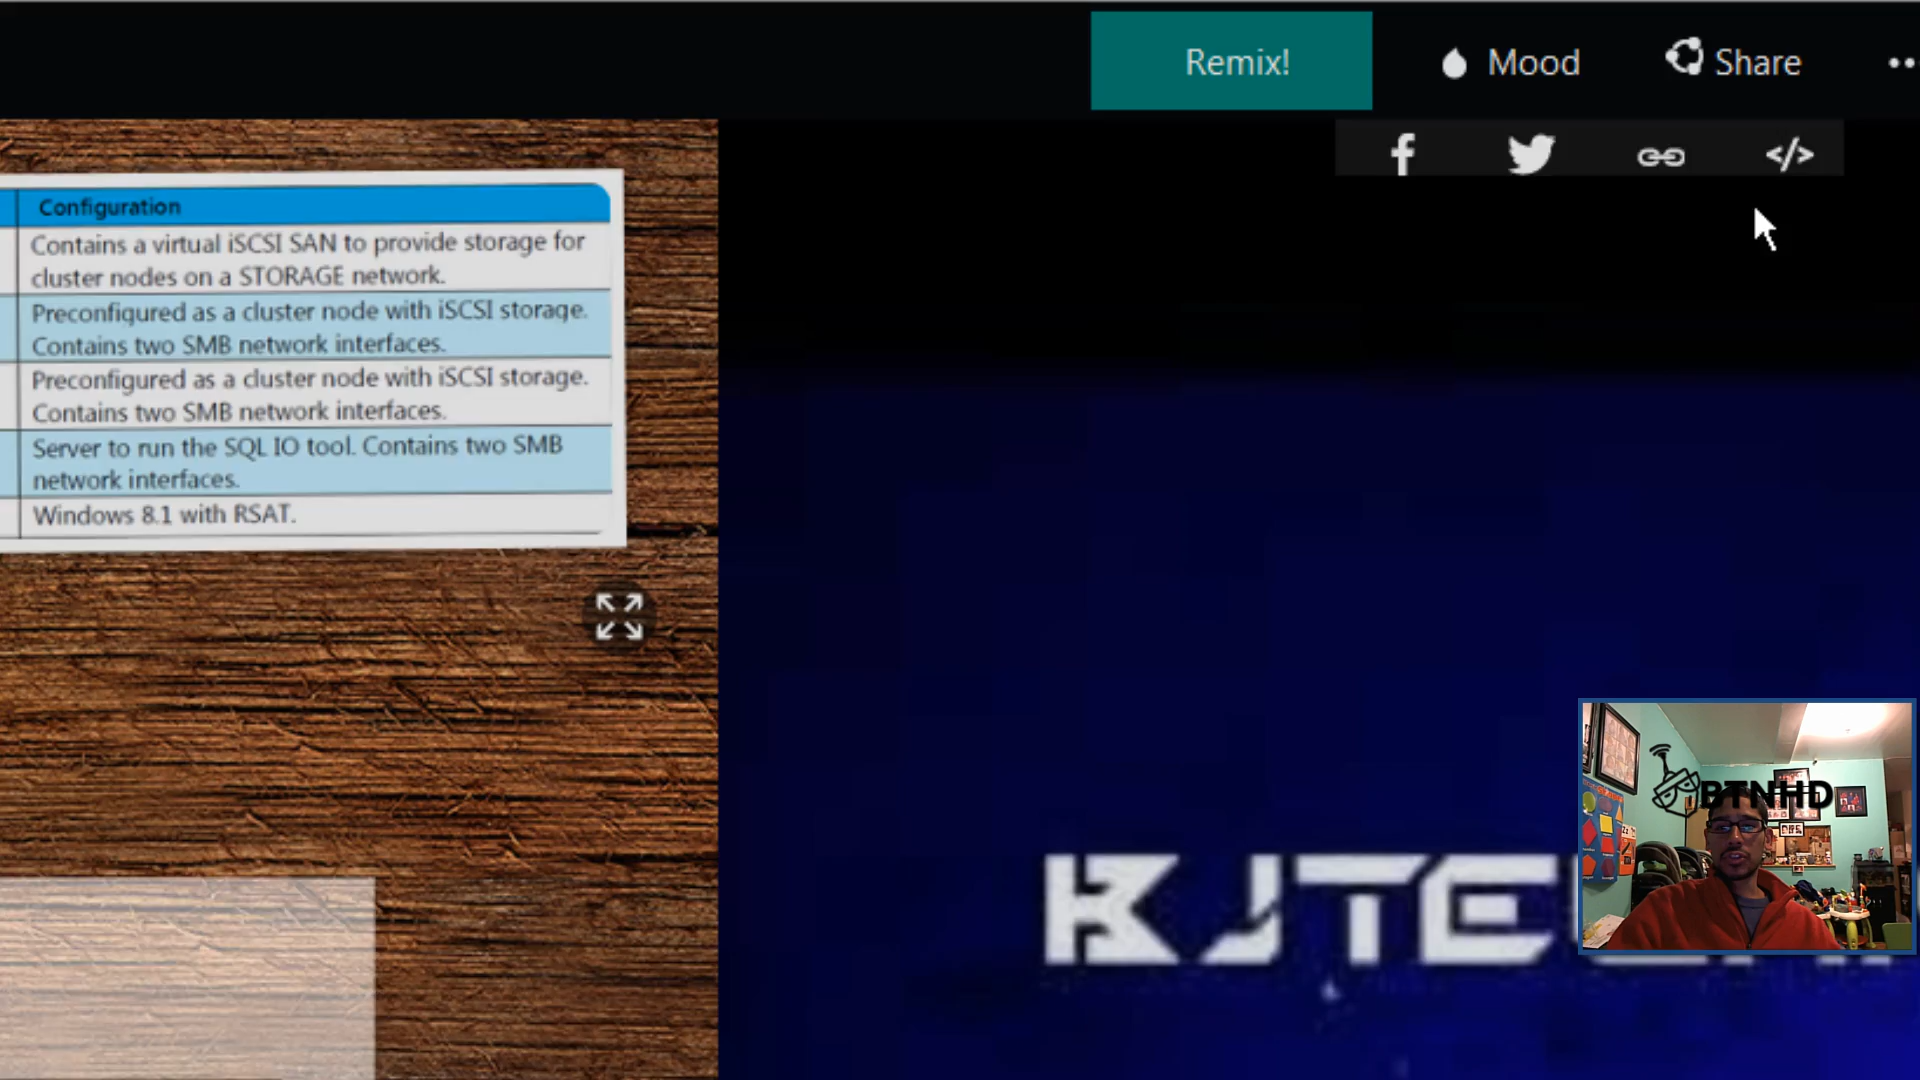 Remix!
Mood
Share
Configuration
Contains a virtual iSCSI SAN to provide storage for
cluster nodes on a STORAGE network.
Preconfigured as a cluster node with iSCSI storage.
Contains two SMB network interfaces.
Preconfigured as a cluster node with iSCSI storage.
Contains two SMB network interfaces.
Server to run the SQL IO tool. Contains two SMB
network interfaces.
Windows 8.1 with RSAT.
BTNHD